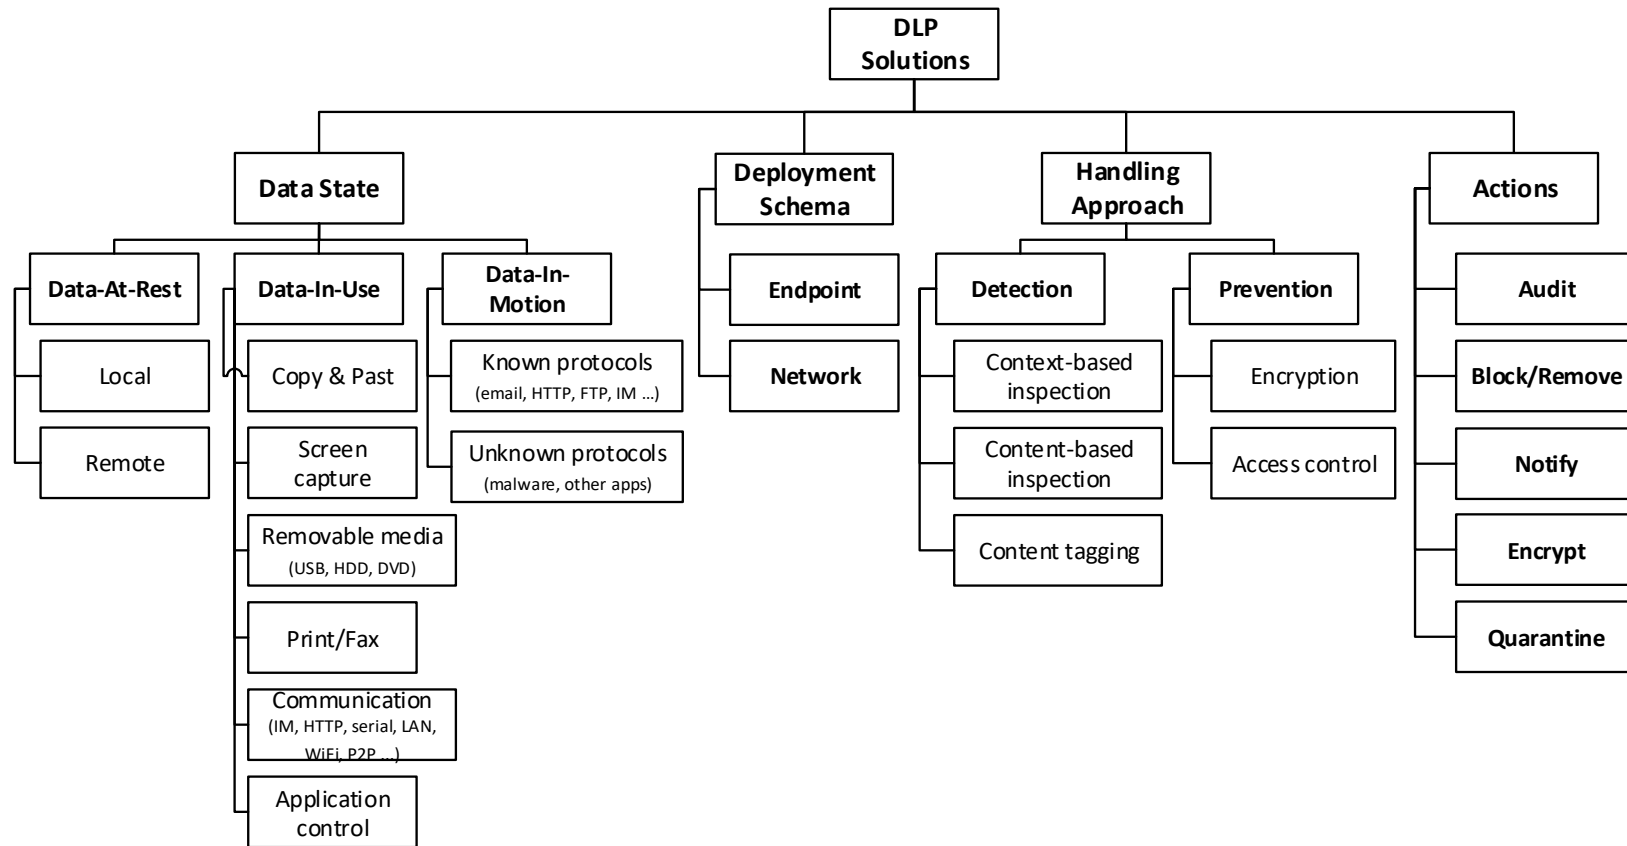 DLP
Solutions
Data State
Deployment
Schema
Handling
Approach
Actions
Data-At-Rest
Data-In-Use
Data-In-
Motion
Endpoint
Detection
Prevention
Audit
Local
Copy & Past
Known protocols
(email, HTTP, FTP, IM ...)
Network
Context-based
inspection
Encryption
Block/Remove
Remote
Screen
capture
Unknown protocols
(malware, other apps)
Content-based
inspection
Access control
Notify
Removable media
(USB, HDD, DVD)
Content tagging
Encrypt
Print/Fax
Quarantine
Communication
(IM, HTTP, serial, LAN,
WiFi, P2P ...)
Application
control